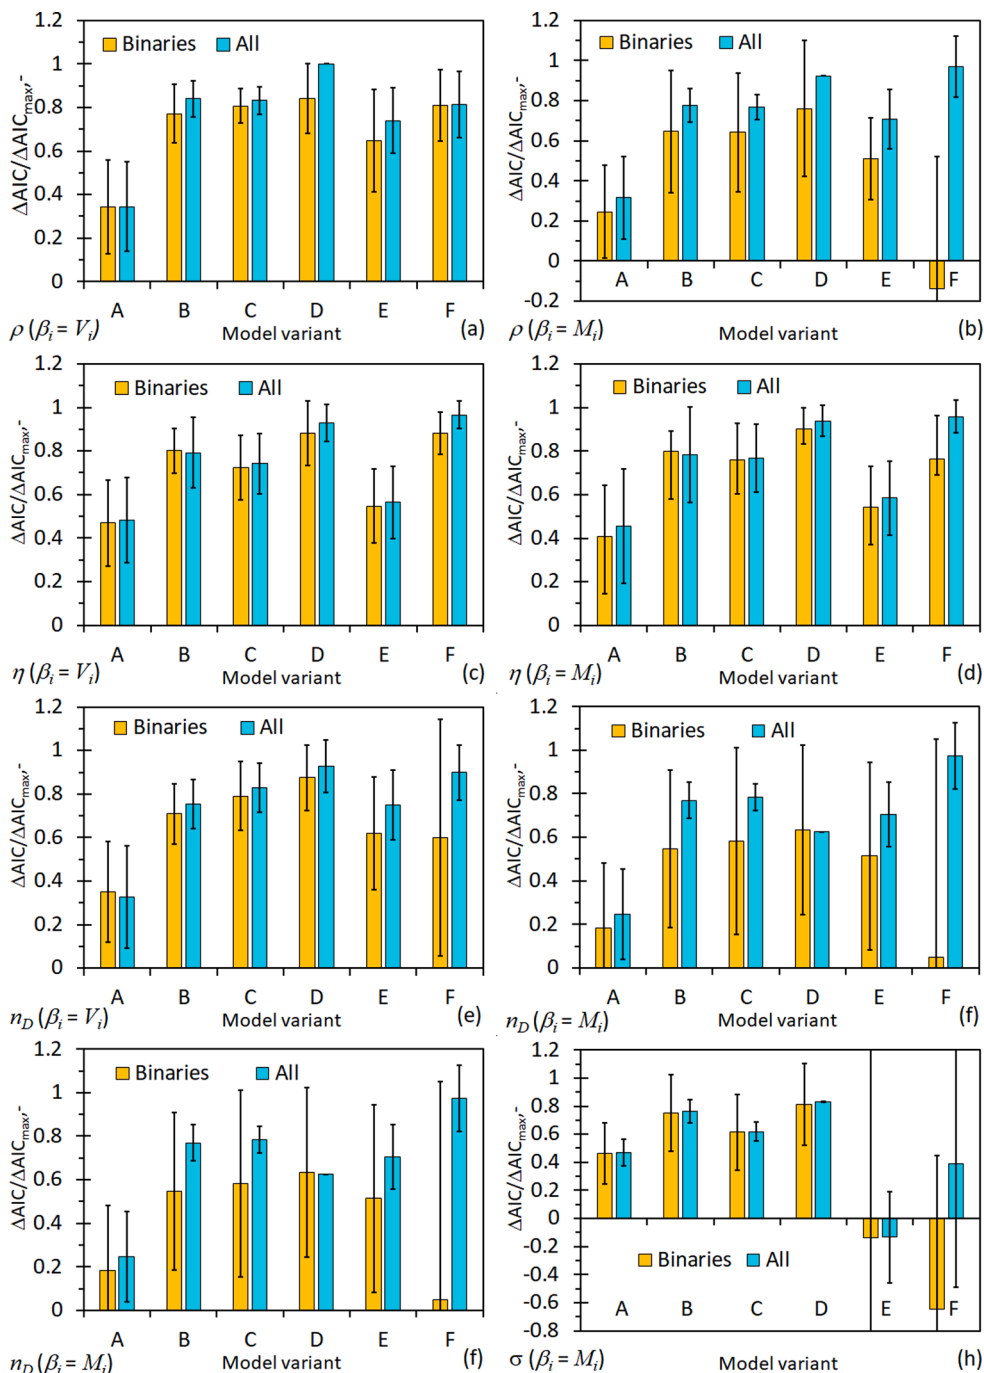 1.2
1
0.8
0.6
0.4
0.2
0
ΔAIC/ΔAICmax,-
Binaries All
A B C D E F
ρ (βi = Vi) Model variant (a)
1.2
1
0.8
0.6
0.4
0.2
0
-0.2
ΔAIC/ΔAICmax,-
Binaries All
A B C D E F
ρ (βi = Mi) Model variant (b)
1.2
1
0.8
0.6
0.4
0.2
0
ΔAIC/ΔAICmax,-
Binaries All
A B C D E F
η (βi = Vi) Model variant (c)
1.2
1
0.8
0.6
0.4
0.2
0
ΔAIC/ΔAICmax,-
Binaries All
A B C D E F
η (βi = Mi) Model variant (d)
1.2
1
0.8
0.6
0.4
0.2
0
ΔAIC/ΔAICmax,-
Binaries All
A B C D E F
nD (βi = Vi) Model variant (e)
1.2
1
0.8
0.6
0.4
0.2
0
ΔAIC/ΔAICmax,-
Binaries All
A B C D E F
nD (βi = Mi) Model variant (f)
1.2
1
0.8
0.6
0.4
0.2
0
ΔAIC/ΔAICmax,-
Binaries All
A B C D E F
nD (βi = Mi) Model variant (f)
1.2
1
0.8
0.6
0.4
0.2
0
-0.2
-0.4
-0.6
-0.8
ΔAIC/ΔAICmax,-
Binaries All
A B C D E F
σ (βi = Mi) Model variant (h)